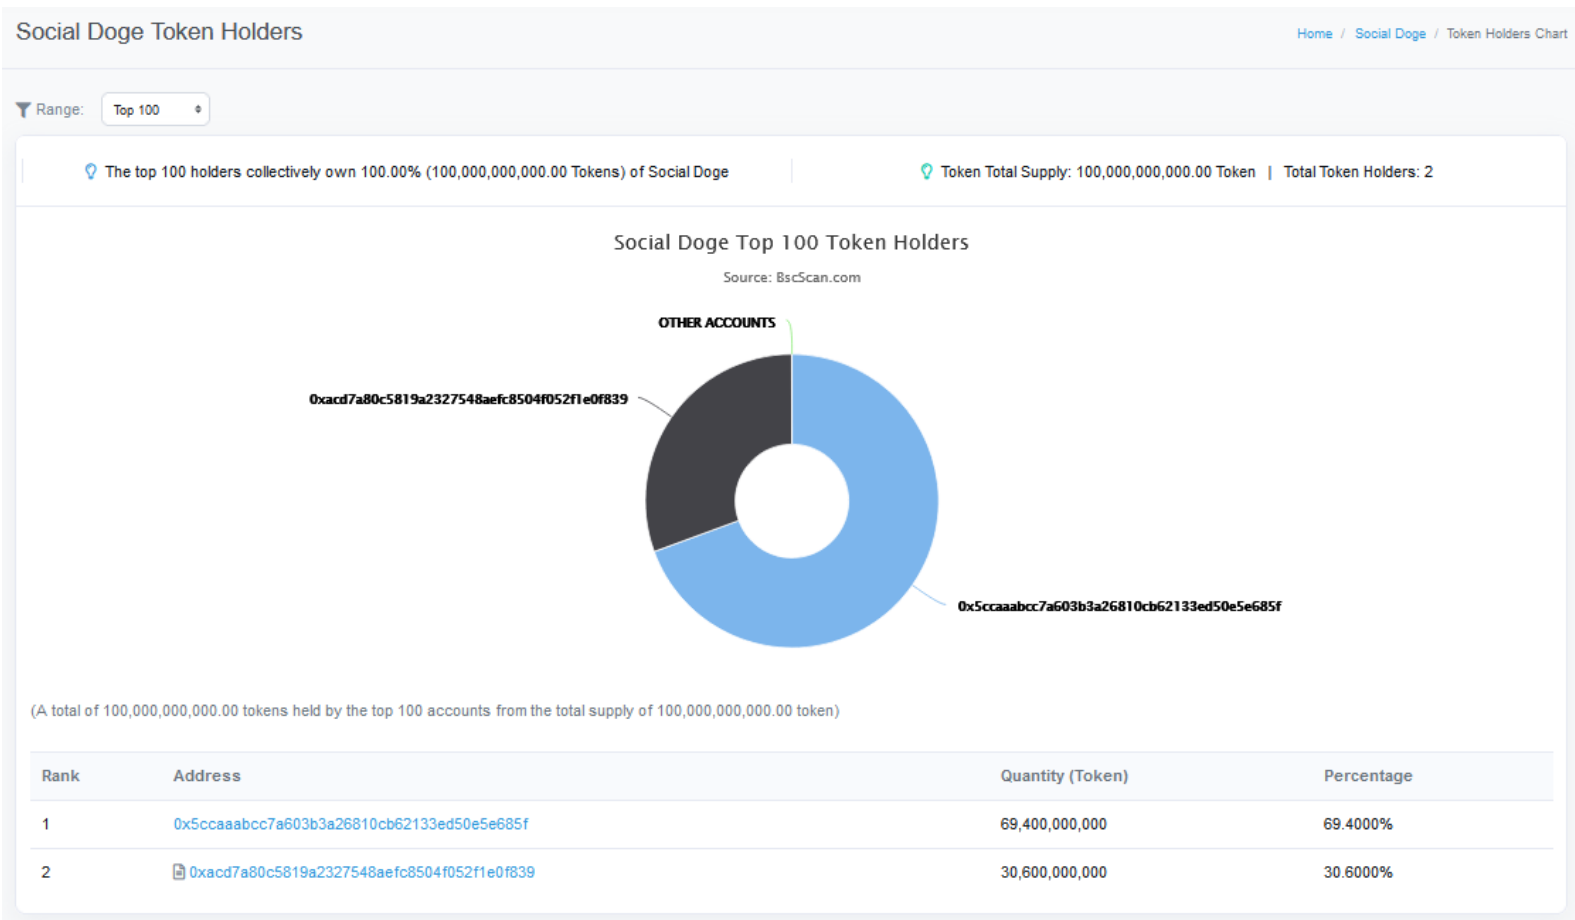 Social Doge Token Holders
Home / Social Doge / Token Holders Chart
Range: Top 100
The top 100 holders collectively own 100.00% (100,000,000,000.00 Tokens) of Social Doge
Token Total Supply: 100,000,000,000.00 Token | Total Token Holders: 2
Social Doge Top 100 Token Holders
Source: BscScan.com
OTHER ACCOUNTS
0xacd7a80c5819a2327548aefc8504f052f1e0f839
0x5ccaaabcc7a603b3a26810cb62133ed50e5e685f
(A total of 100,000,000,000.00 tokens held by the top 100 accounts from the total supply of 100,000,000,000.00 token)
Rank Address Quantity (Token) Percentage
1 0x5ccaaabcc7a603b3a26810cb62133ed50e5e685f 69,400,000,000 69.4000%
2 0xacd7a80c5819a2327548aefc8504f052f1e0f839 30,600,000,000 30.6000%